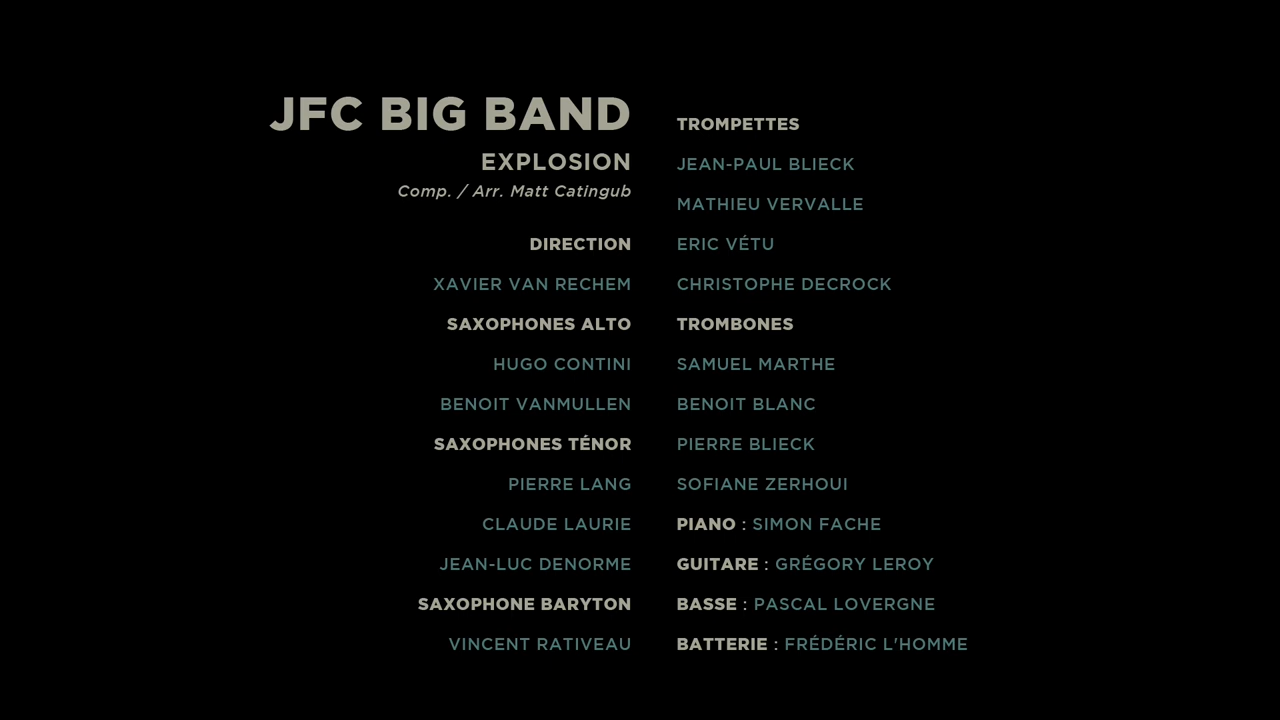 JFC BIG BAND
EXPLOSION
Comp. / Arr. Matt Catingub
DIRECTION
XAVIER VAN RECHEM
SAXOPHONES ALTO
HUGO CONTINI
BENOIT VANMULLEN
SAXOPHONES TÉNOR
PIERRE LANG
CLAUDE LAURIE
JEAN-LUC DENORME
SAXOPHONE BARYTON
VINCENT RATIVEAU
TROMPETTES
JEAN-PAUL BLIECK
MATHIEU VERVALLE
ERIC VÉTU
CHRISTOPHE DECROCK
TROMBONES
SAMUEL MARTHE
BENOIT BLANC
PIERRE BLIECK
SOFIANE ZERHOUI
PIANO : SIMON FACHE
GUITARE : GRÉGORY LEROY
BASSE : PASCAL LOVERGNE
BATTERIE : FRÉDÉRIC L'HOMME